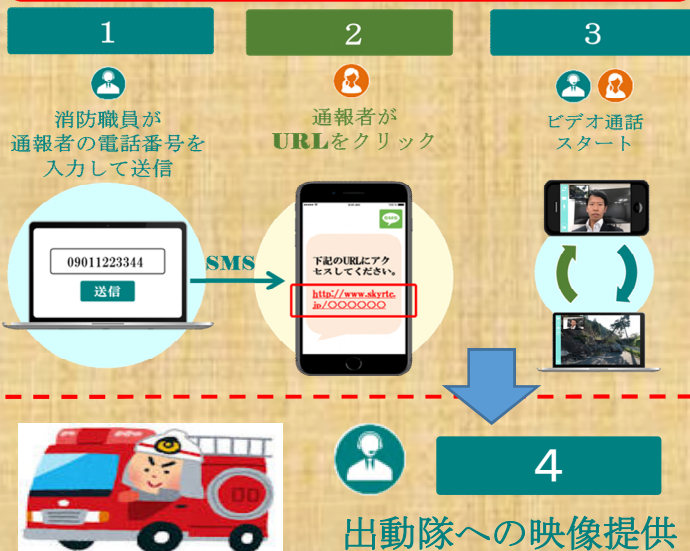 1
消防職員が
通報者の電話番号を
入力して送信
09011223344
送信
SMS
2
通報者が
URLをクリック
SMS
下記のURLにアク
セスしてください。
http://www.skyrtc.
jp/〇〇〇〇〇〇
3
ビデオ通話
スタート
4
出動隊への映像提供